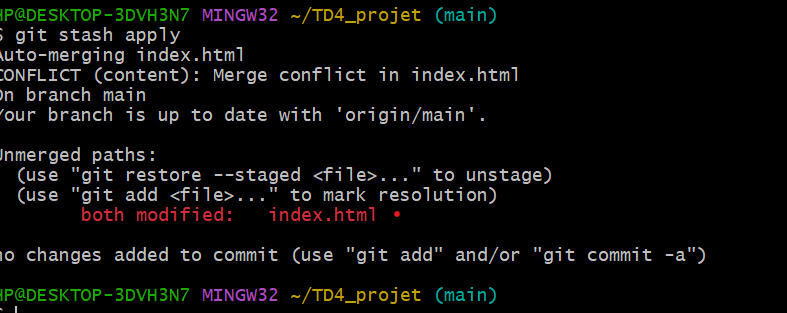 HP@DESKTOP-3DVH3N7 MINGW32 ~/TD4_projet (main)
$ git stash apply
Auto-merging index.html
CONFLICT (content): Merge conflict in index.html
On branch main
Your branch is up to date with 'origin/main'.
Unmerged paths:
(use "git restore --staged <file>..." to unstage)
(use "git add <file>..." to mark resolution)
both modified: index.html •
no changes added to commit (use "git add" and/or "git commit -a")
HP@DESKTOP-3DVH3N7 MINGW32 ~/TD4_projet (main)
$